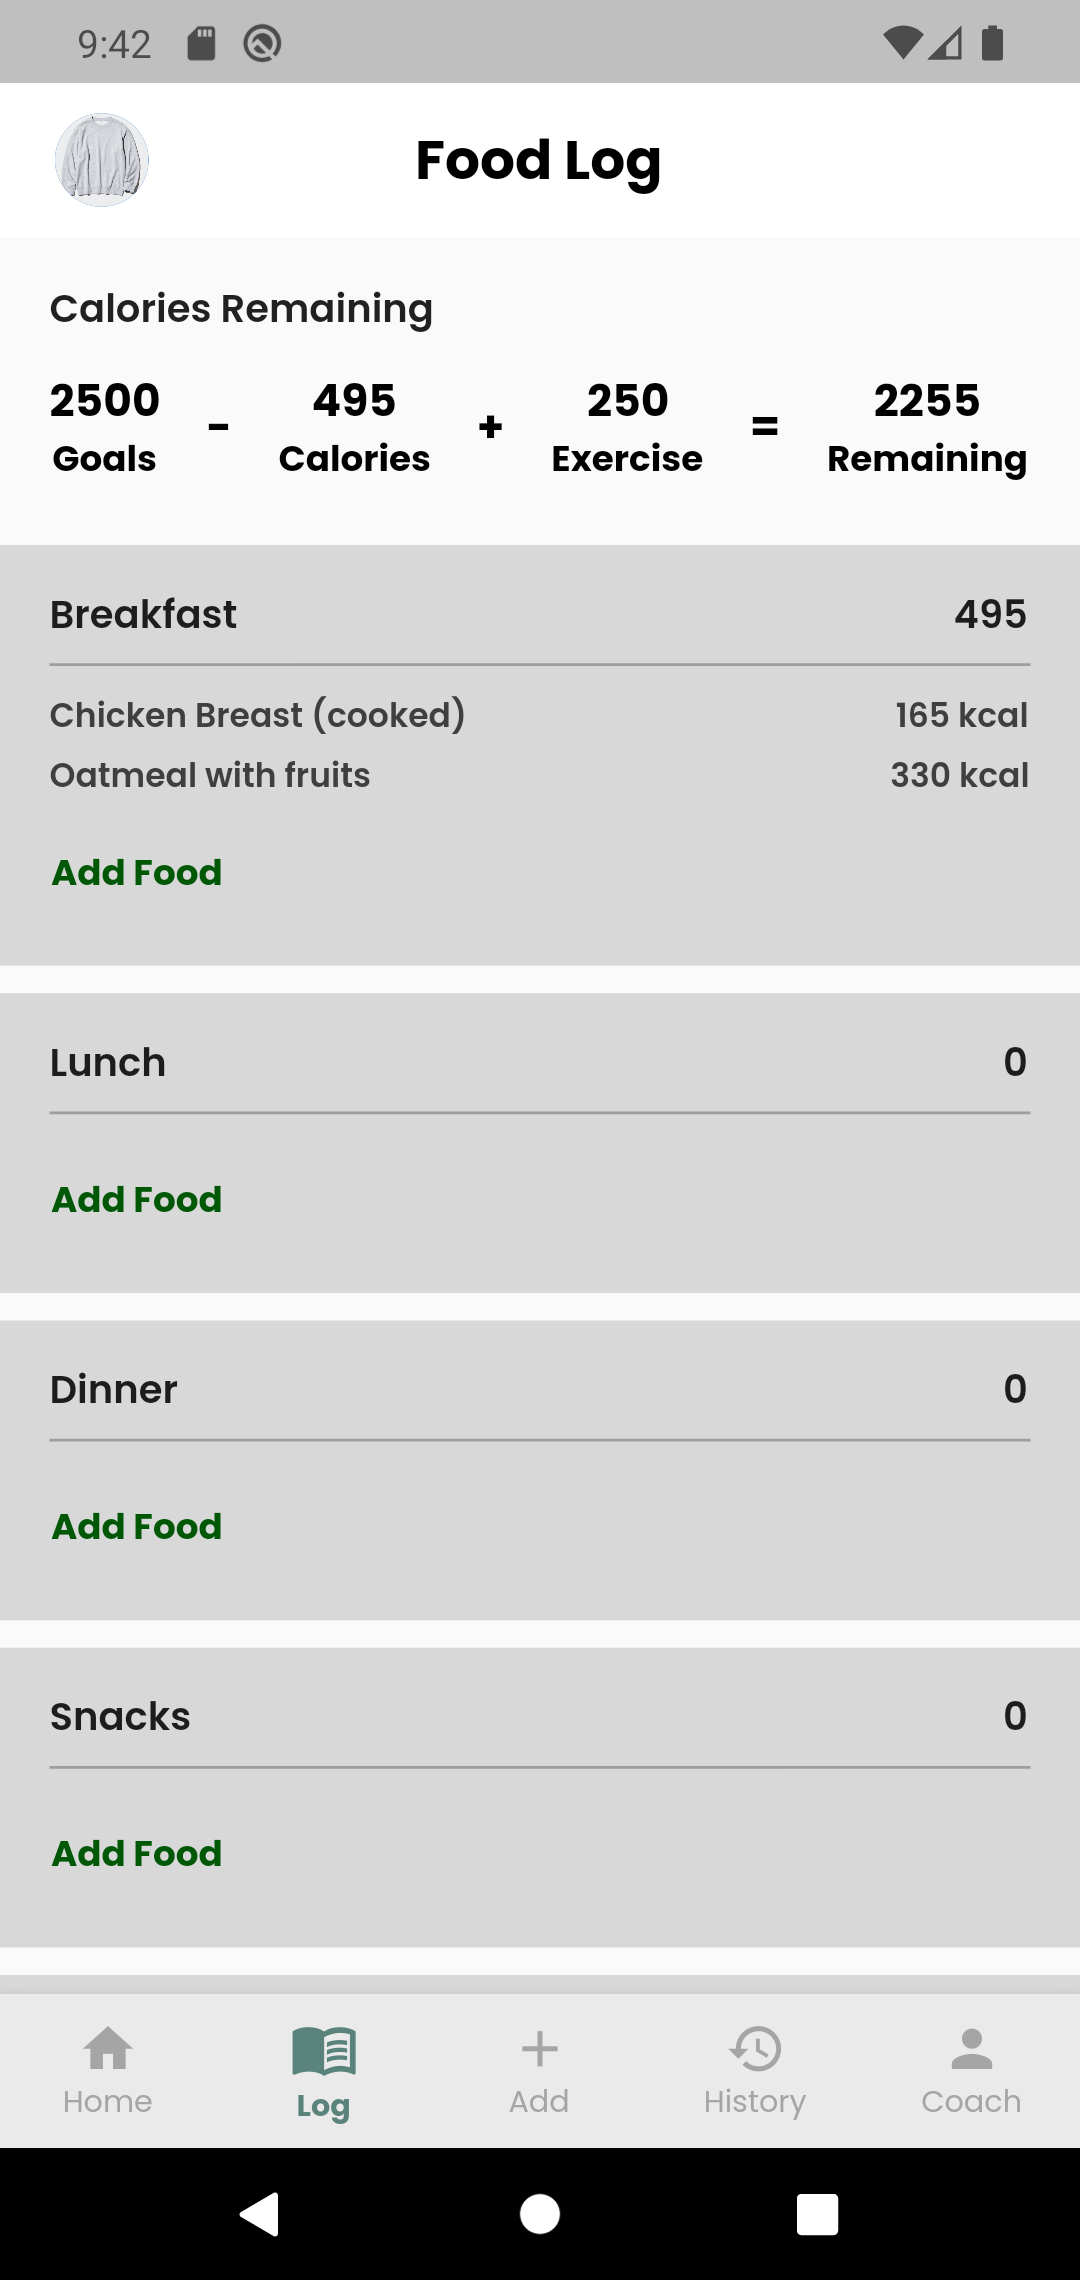 9:42
Food Log
Calories Remaining
2500 - 495 + 250 = 2255
Goals Calories Exercise Remaining
Breakfast 495
Chicken Breast (cooked) 165 kcal
Oatmeal with fruits 330 kcal
Add Food
Lunch 0
Add Food
Dinner 0
Add Food
Snacks 0
Add Food
Home Log Add History Coach